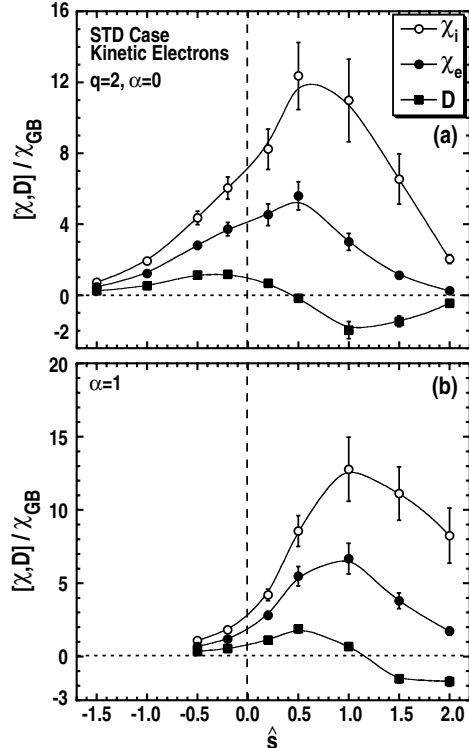 16
STD Case
Kinetic Electrons
q=2, α=0
χi
χe
D
(a)
12
8
4
0
-2
[χ,D] / χGB
20
α=1
(b)
15
10
5
0
-3
[χ,D] / χGB
-1.5 -1.0 -0.5 0.0 0.5 1.0 1.5 2.0
ŝ